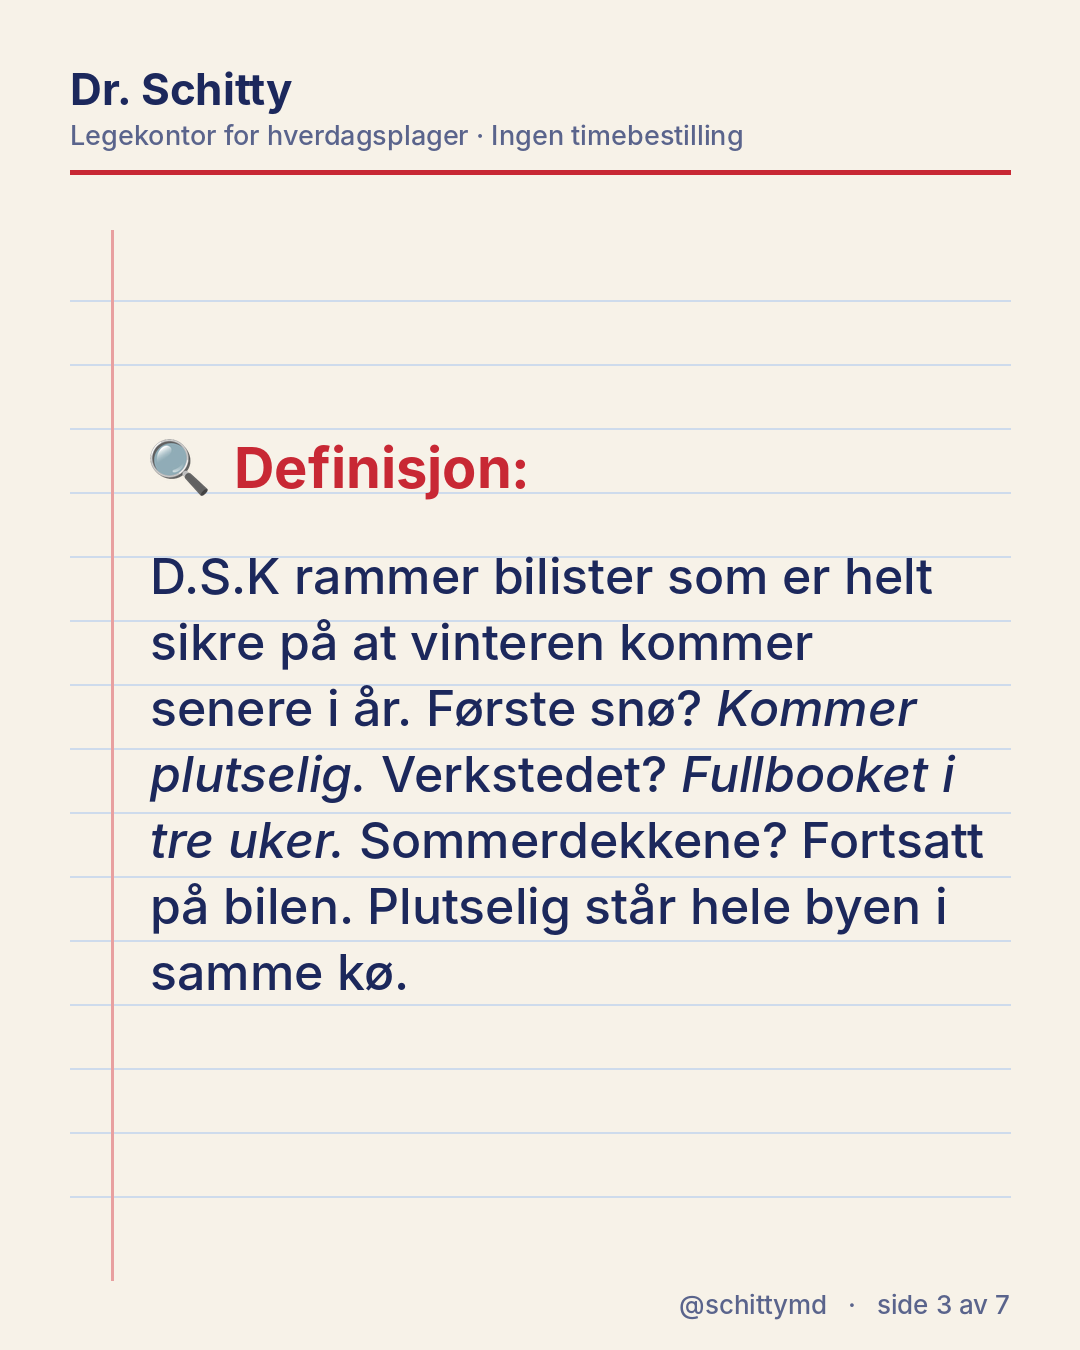 Dr. Schitty
Legekontor for hverdagsplager · Ingen timebestilling
🔍 Definisjon:
D.S.K rammer bilister som er helt
sikre på at vinteren kommer
senere i år. Første snø? Kommer
plutselig. Verkstedet? Fullbooket i
tre uker. Sommerdekkene? Fortsatt
på bilen. Plutselig står hele byen i
samme kø.
@schittymd · side 3 av 7